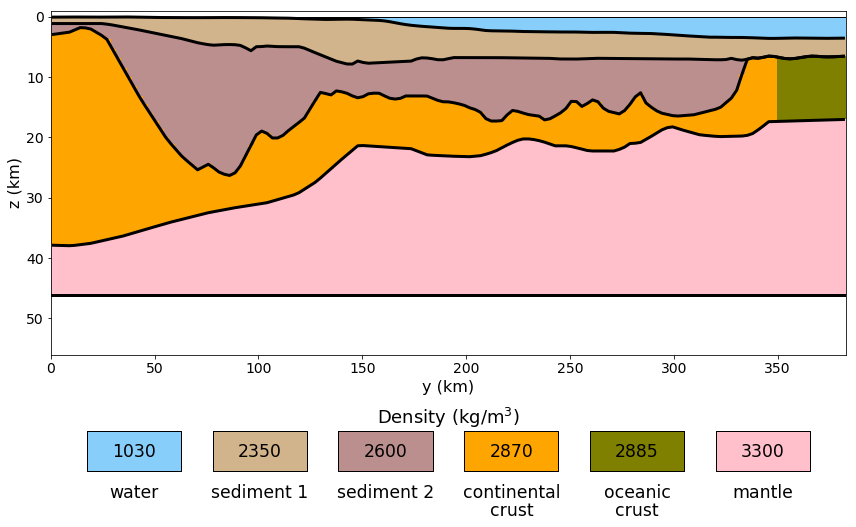 0
10
20
30
40
50
z (km)
0 50 100 150 200 250 300 350
y (km)
Density (kg/m³)
1030 2350 2600 2870 2885 3300
water sediment 1 sediment 2 continental crust oceanic crust mantle